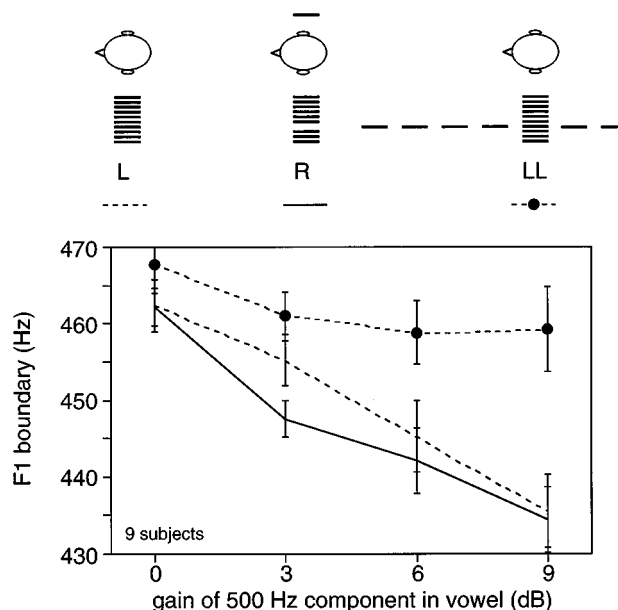 L R LL
470
460
450
440
430
F1 boundary (Hz)
9 subjects
0 3 6 9
gain of 500 Hz component in vowel (dB)